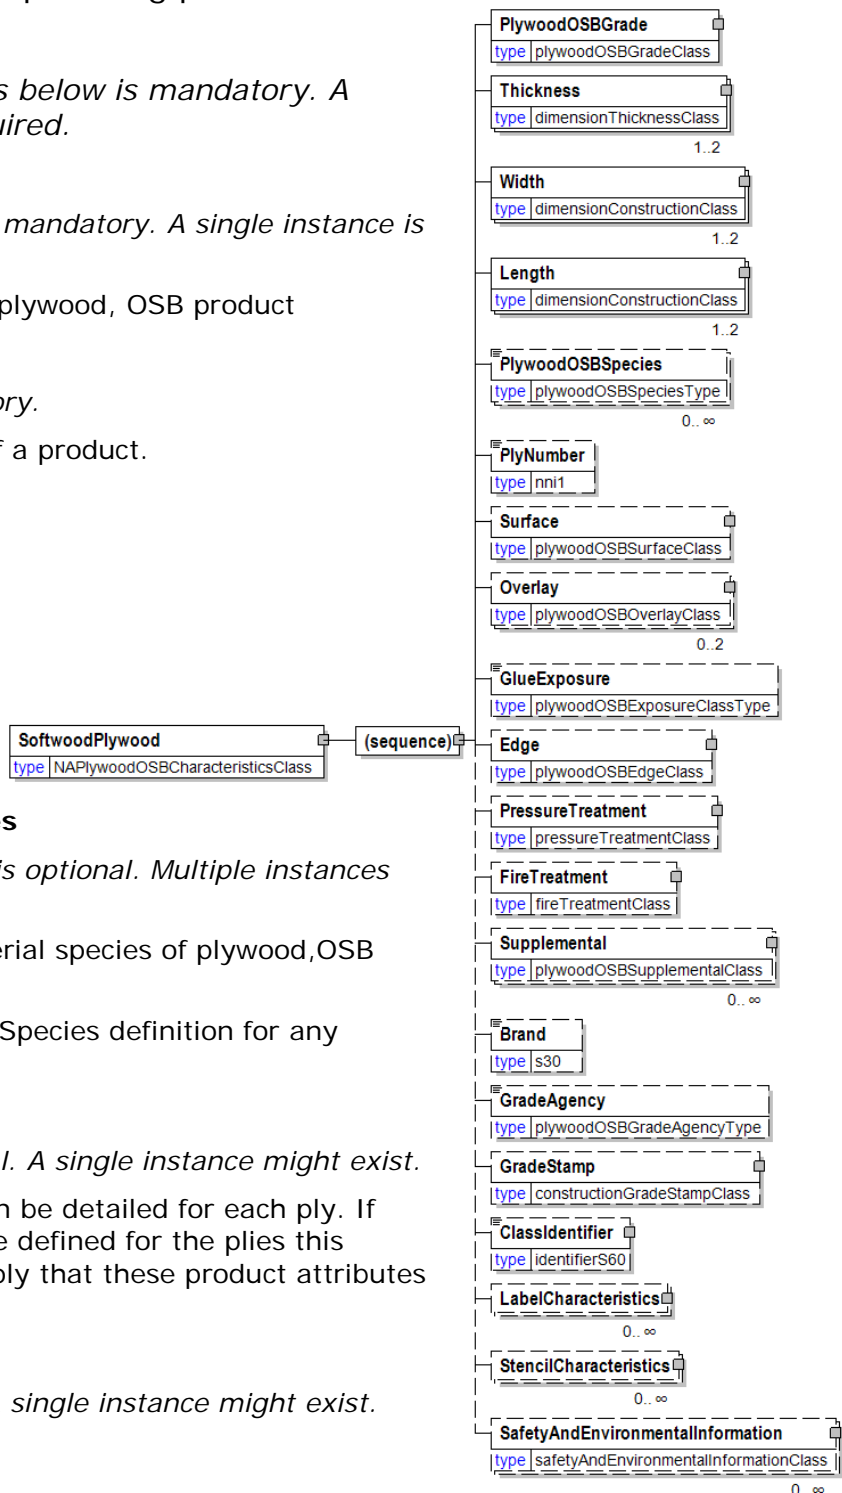 s below is mandatory. A
uired.
mandatory. A single instance is
plywood, OSB product
ory.
f a product.
SoftwoodPlywood
type NAPlywoodOSBCharacteristicsClass
(sequence)
es
is optional. Multiple instances
erial species of plywood,OSB
Species definition for any
l. A single instance might exist.
n be detailed for each ply. If
e defined for the plies this
ply that these product attributes
single instance might exist.
PlywoodOSBGrade
type plywoodOSBGradeClass
Thickness
type dimensionThicknessClass
1..2
Width
type dimensionConstructionClass
1..2
Length
type dimensionConstructionClass
1..2
PlywoodOSBSpecies
type plywoodOSBSpeciesType
0..∞
PlyNumber
type nni1
Surface
type plywoodOSBSurfaceClass
Overlay
type plywoodOSBOverlayClass
0..2
GlueExposure
type plywoodOSBExposureClassType
Edge
type plywoodOSBEdgeClass
PressureTreatment
type pressureTreatmentClass
FireTreatment
type fireTreatmentClass
Supplemental
type plywoodOSBSupplementalClass
0..∞
Brand
type s30
GradeAgency
type plywoodOSBGradeAgencyType
GradeStamp
type constructionGradeStampClass
ClassIdentifier
type identifierS60
LabelCharacteristics
0..∞
StencilCharacteristics
0..∞
SafetyAndEnvironmentalInformation
type safetyAndEnvironmentalInformationClass
0..∞